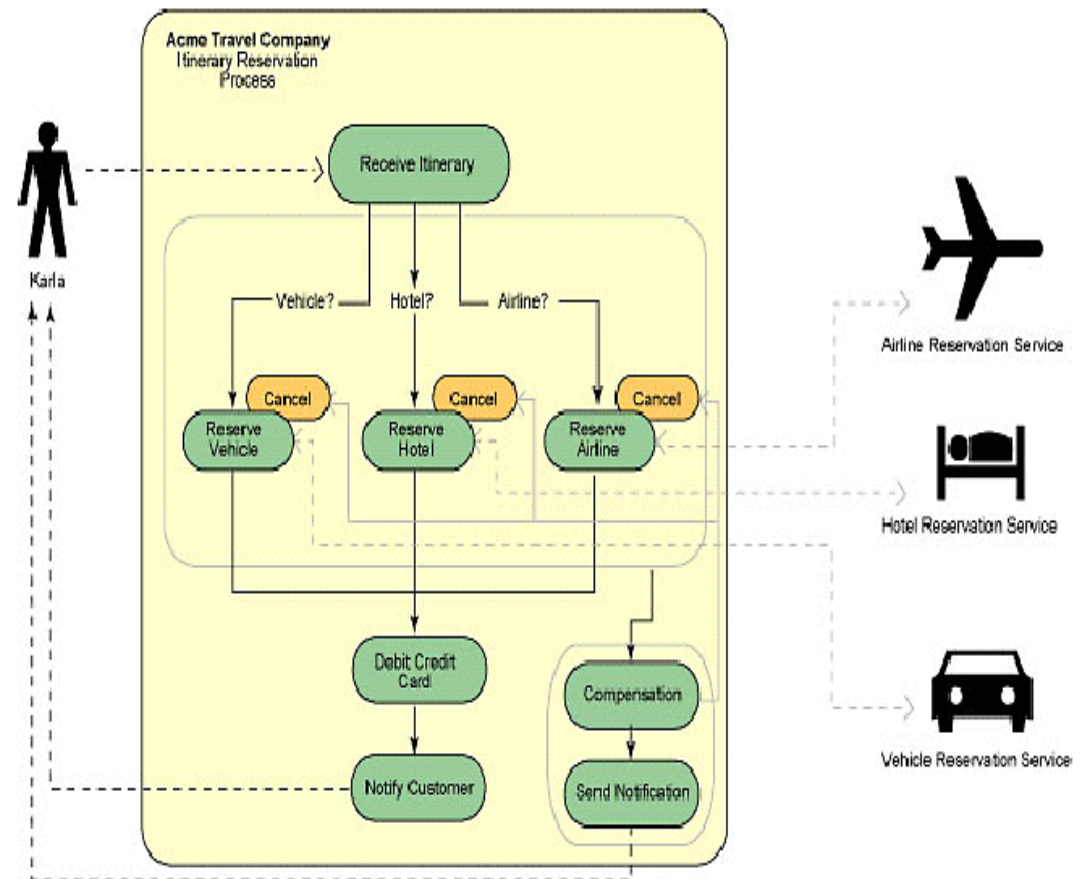 Acme Travel Company
Itinerary Reservation
Process
Receive Itinerary
Karla
Vehicle?
Hotel?
Airline?
Airline Reservation Service
Cancel
Cancel
Cancel
Reserve
Vehicle
Reserve
Hotel
Reserve
Airline
Hotel Reservation Service
Debit Credit
Card
Compensation
Vehicle Reservation Service
Notify Customer
Send Notification